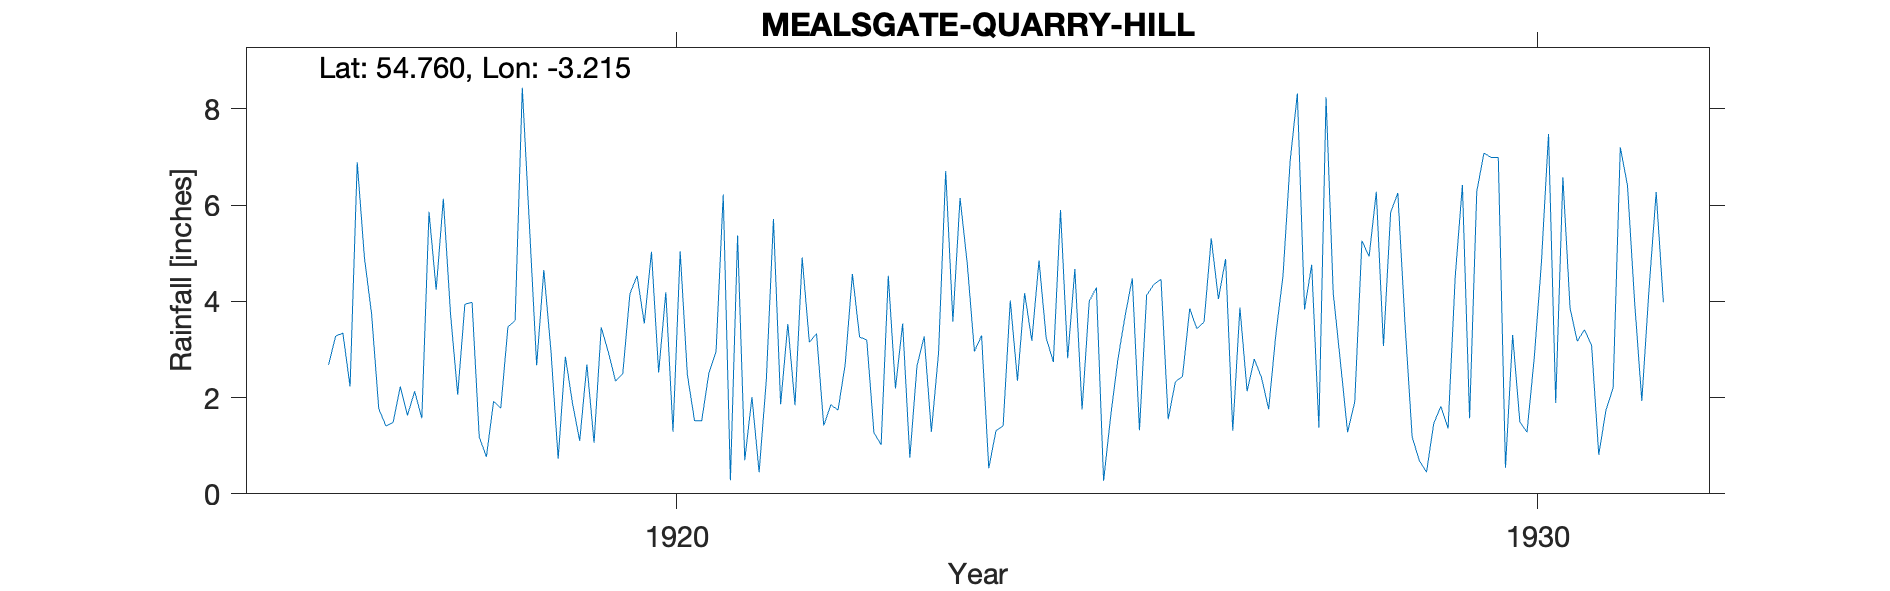 MEALSGATE-QUARRY-HILL
Lat: 54.760, Lon: -3.215
8
6
4
2
0
Rainfall [inches]
1920
1930
Year